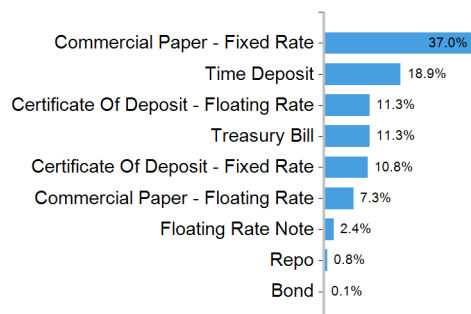 Commercial Paper - Fixed Rate 37.0%
Time Deposit 18.9%
Certificate Of Deposit - Floating Rate 11.3%
Treasury Bill 11.3%
Certificate Of Deposit - Fixed Rate 10.8%
Commercial Paper - Floating Rate 7.3%
Floating Rate Note 2.4%
Repo 0.8%
Bond 0.1%